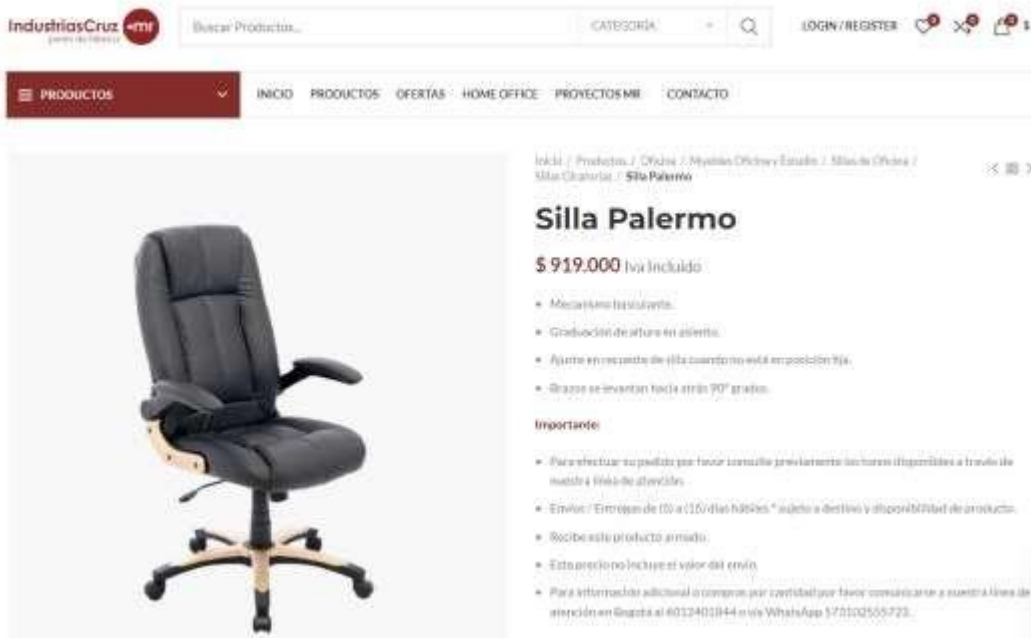 IndustriasCruz mr
Buscar Productos...
CATEGORÍA
LOGIN / REGISTER
0
0
0
$
PRODUCTOS
INICIO PRODUCTOS OFERTAS HOME OFFICE PROYECTOS MR CONTACTO
Inicio / Productos / Oficina / Muebles Oficina y Estudio / Sillas de Oficina /
Sillas Giratorias / Silla Palermo
Silla Palermo
$ 919.000 Iva Incluido
Mecanismo basculante.
Graduación de altura en asiento.
Ajuste en recueste de silla cuando no está en posición fija.
Brazos se levantan hacia atrás 90° grados.
Importante:
Para efectuar su pedido por favor consulte previamente los tonos disponibles a través de
nuestra línea de atención.
Envíos / Entregas de (5) a (15) días hábiles * sujeto a destino y disponibilidad de producto.
Recibe este producto armado.
Este precio no incluye el valor del envío.
Para información adicional o compras por cantidad por favor comunicarse a nuestra línea de
atención en Bogotá al 6012401844 o vía WhatsApp 573102555723.